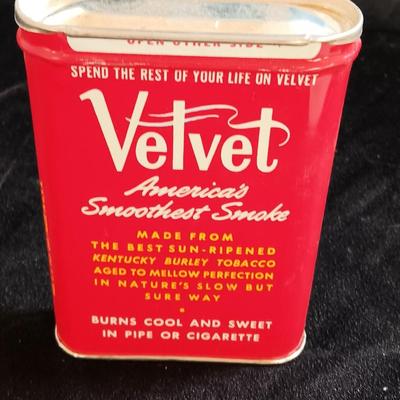 OPEN OTHER SIDE
SPEND THE REST OF YOUR LIFE ON VELVET
Velvet
America's
Smoothest Smoke
MADE FROM
THE BEST SUN-RIPENED
KENTUCKY BURLEY TOBACCO
AGED TO MELLOW PERFECTION
IN NATURE'S SLOW BUT
SURE WAY
BURNS COOL AND SWEET
IN PIPE OR CIGARETTE